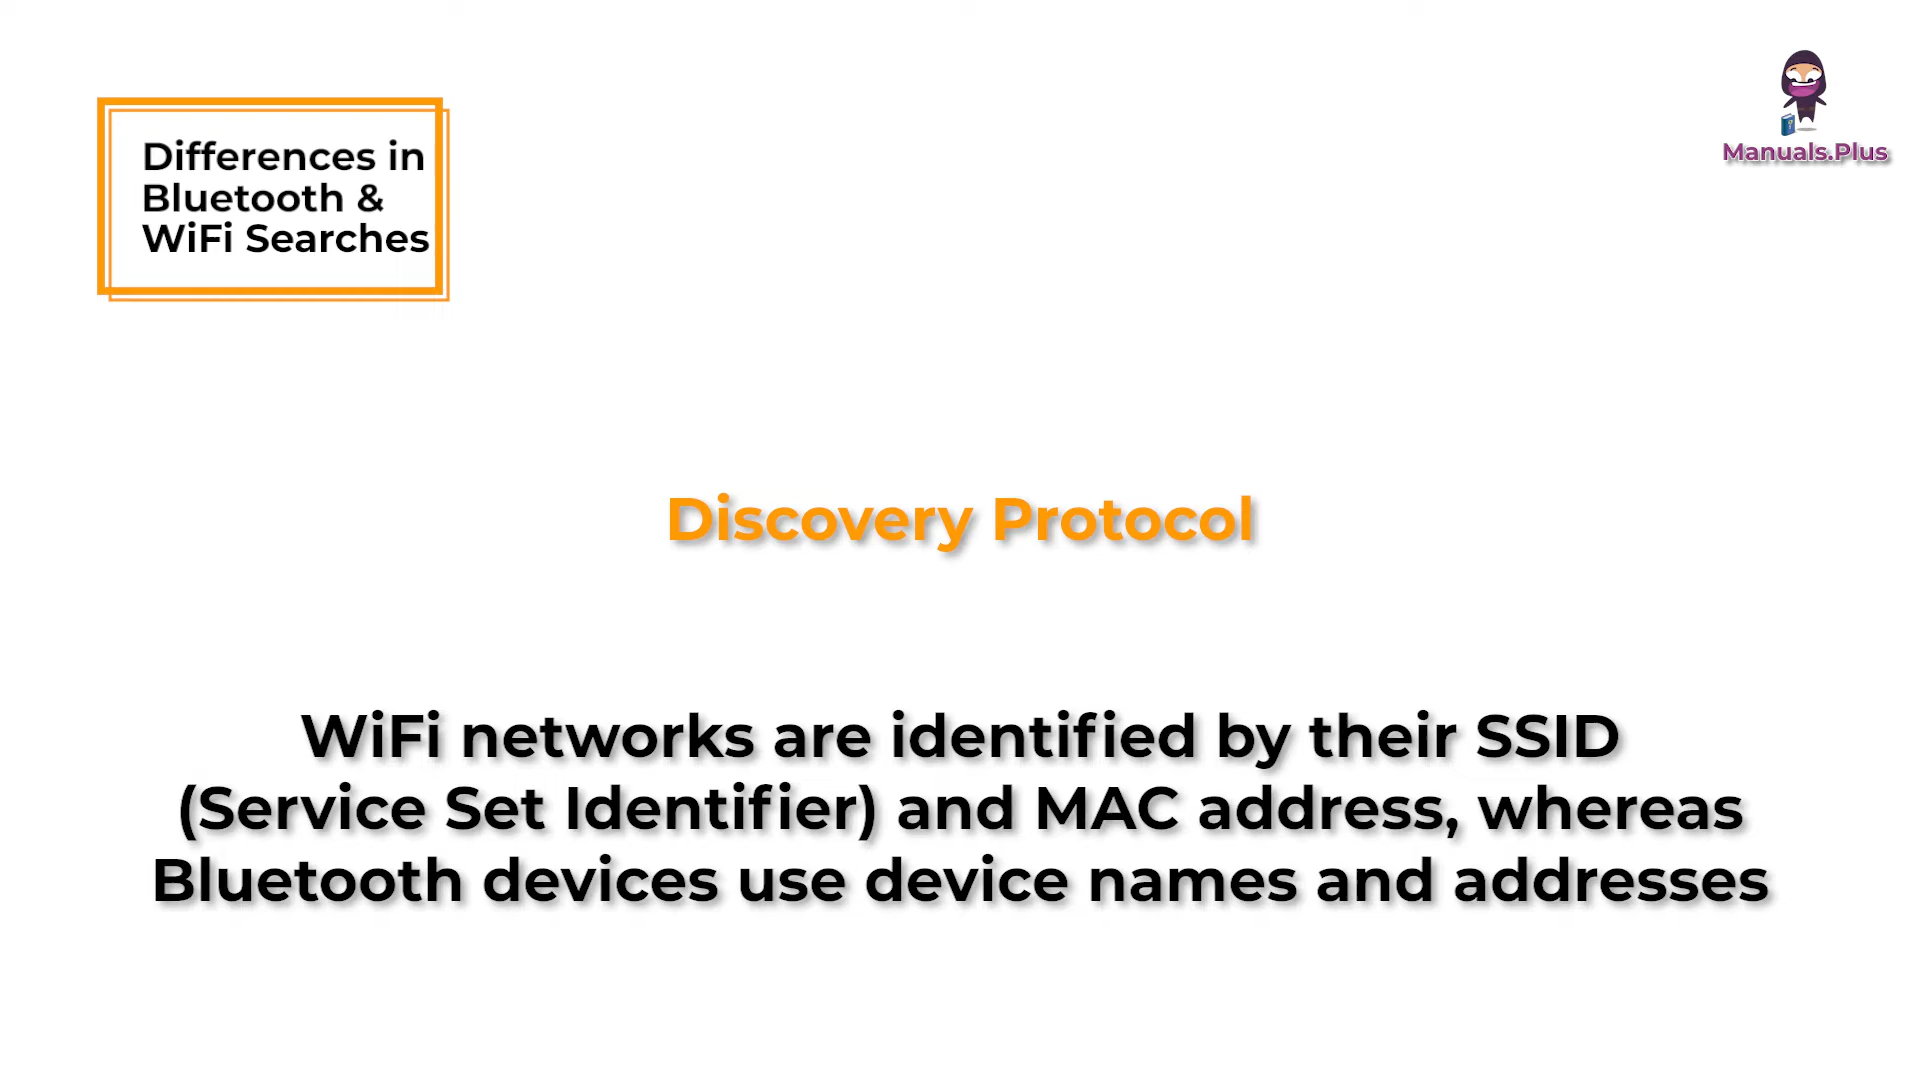 Differences in
Bluetooth &
WiFi Searches
Manuals.Plus
Discovery Protocol
WiFi networks are identified by their SSID
(Service Set Identifier) and MAC address, whereas
Bluetooth devices use device names and addresses